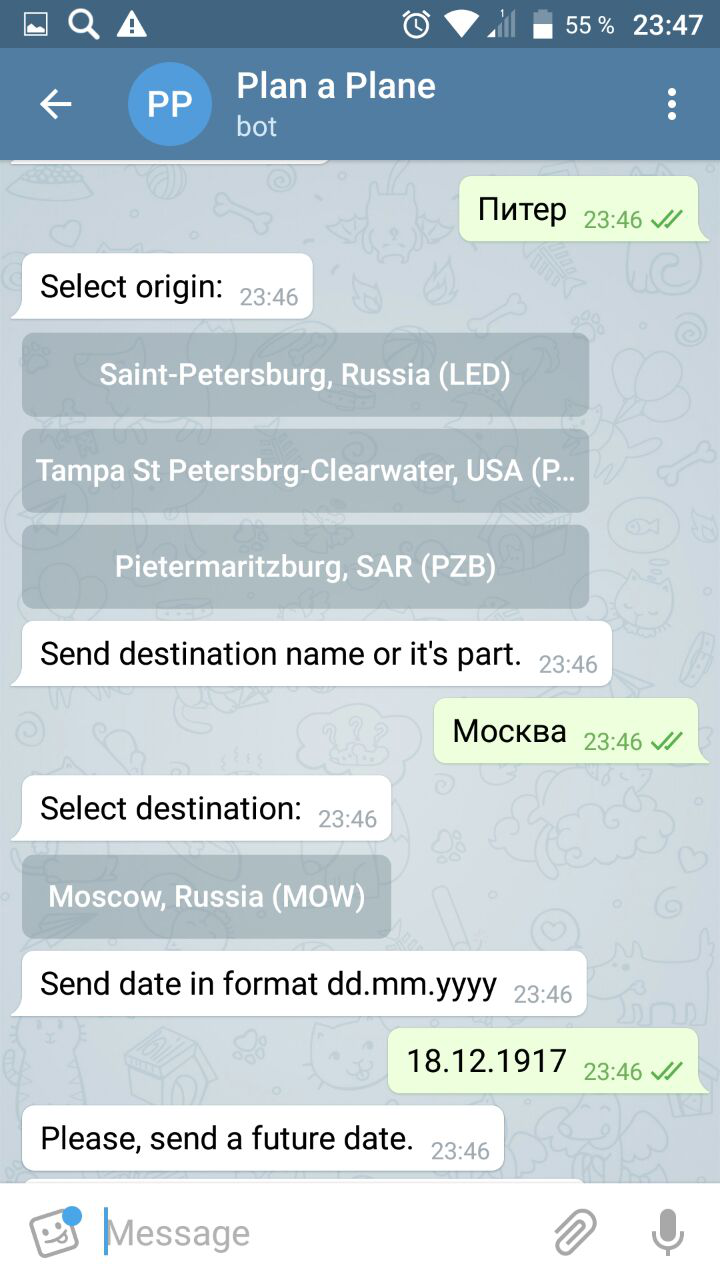 55 % 23:47
PP
Plan a Plane
bot
Питер 23:46
Select origin: 23:46
Saint-Petersburg, Russia (LED)
Tampa St Petersbrg-Clearwater, USA (P...
Pietermaritzburg, SAR (PZB)
Send destination name or it's part. 23:46
Москва 23:46
Select destination: 23:46
Moscow, Russia (MOW)
Send date in format dd.mm.yyyy 23:46
18.12.1917 23:46
Please, send a future date. 23:46
Message